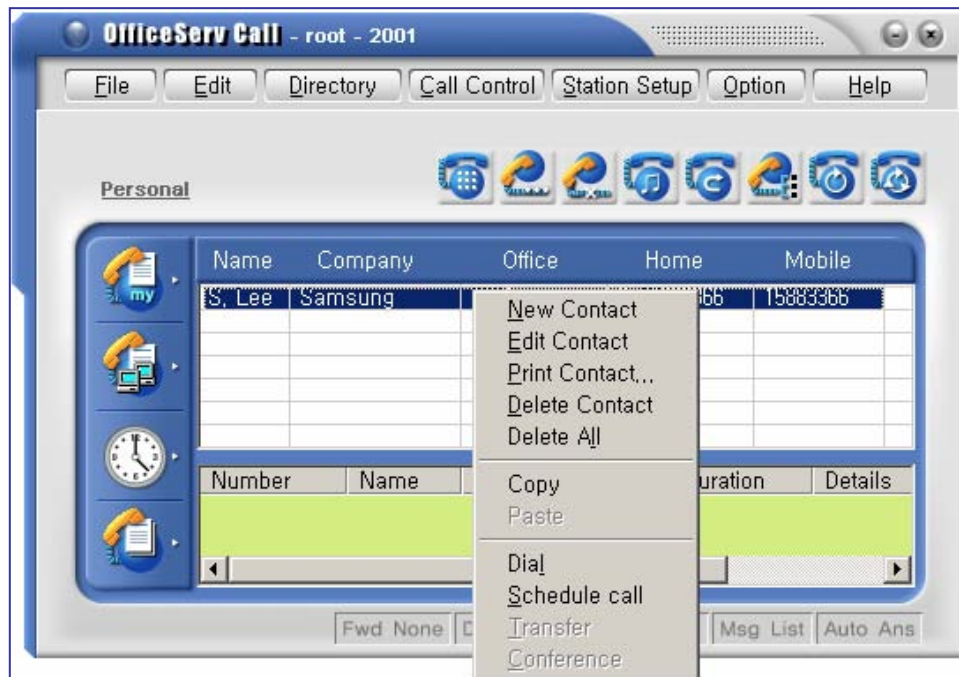 OfficeServ Call - root - 2001
File Edit Directory Call Control Station Setup Option Help
Personal
Name Company Office Home Mobile
my
S, Lee Samsung 15883366
New Contact
Edit Contact
Print Contact...
Delete Contact
Delete All
Number Name Details
Copy
Paste
Dial
Schedule call
Transfer
Fwd None Msg List Auto Ans
Conference